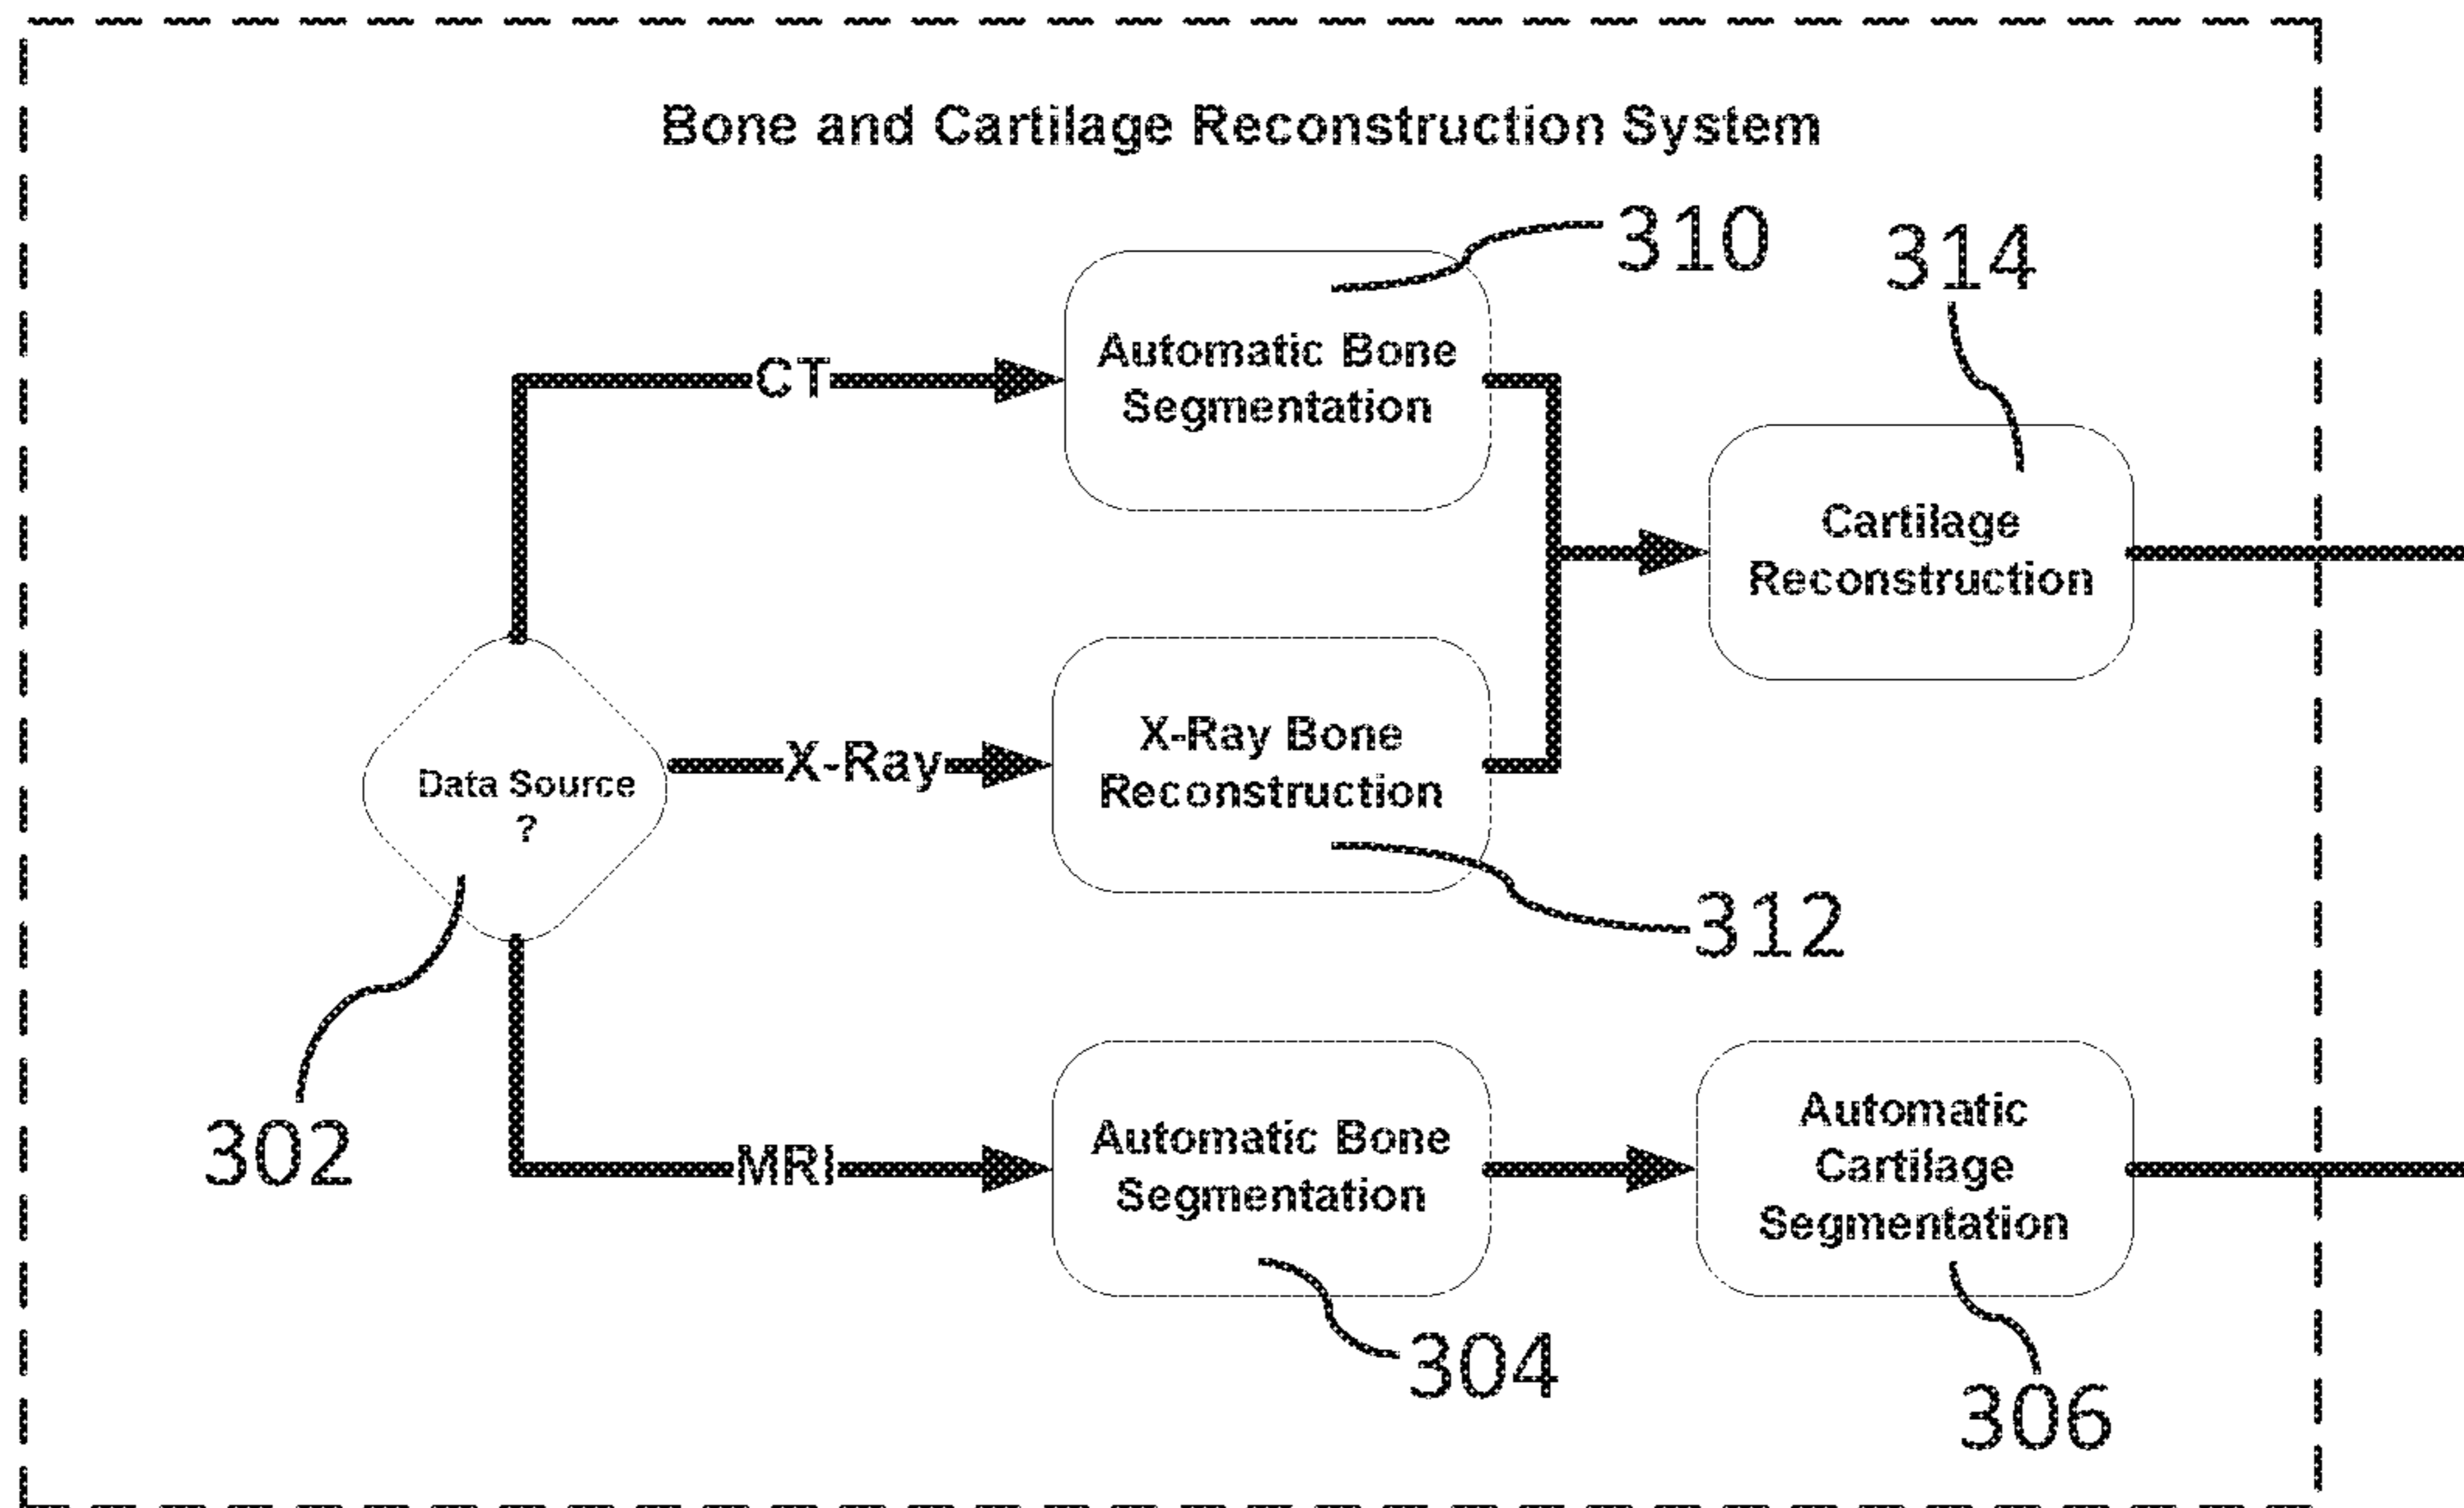 Bone and Cartilage Reconstruction System
310
314
CT
Automatic Bone
Segmentation
Cartilage
Reconstruction
Data Source
?
X-Ray
X-Ray Bone
Reconstruction
312
302
MRI
Automatic Bone
Segmentation
Automatic
Cartilage
Segmentation
304
306